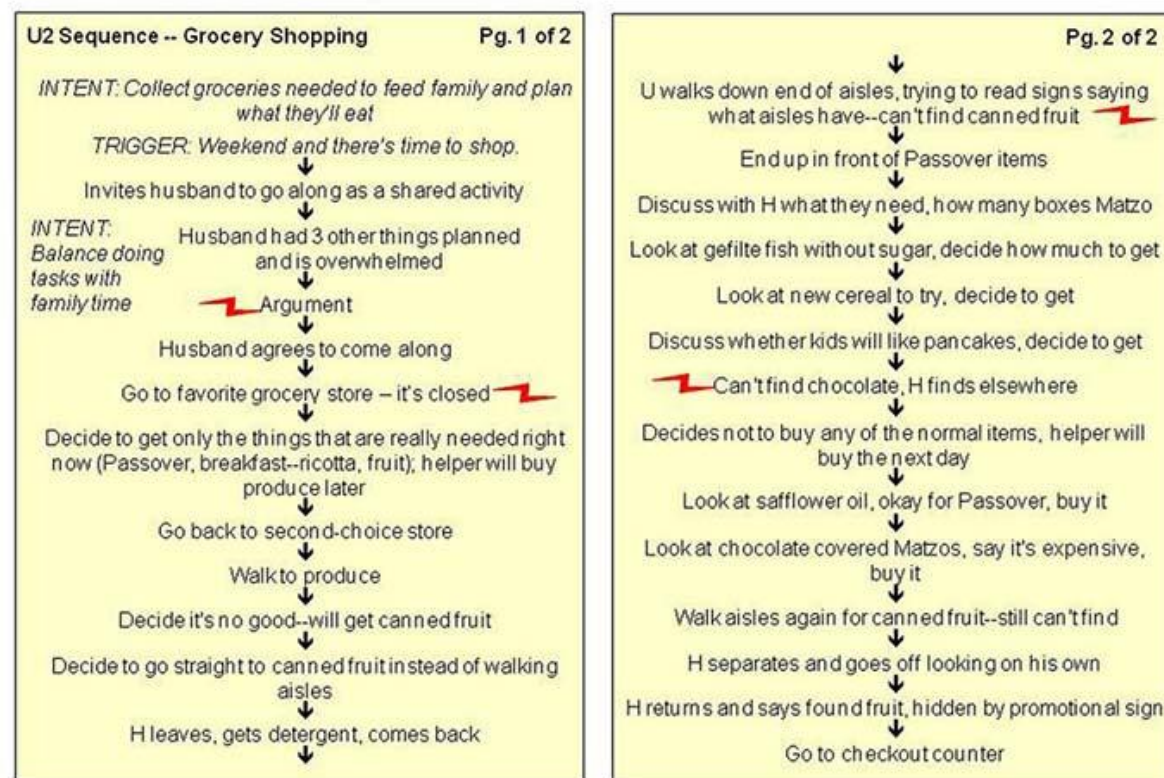 U2 Sequence -- Grocery Shopping Pg. 1 of 2
INTENT: Collect groceries needed to feed family and plan
what they'll eat
TRIGGER: Weekend and there's time to shop.
Invites husband to go along as a shared activity
INTENT:
Balance doing
tasks with
family time
Husband had 3 other things planned
and is overwhelmed
Argument
Husband agrees to come along
Go to favorite grocery store – it's closed
Decide to get only the things that are really needed right
now (Passover, breakfast--ricotta, fruit); helper will buy
produce later
Go back to second-choice store
Walk to produce
Decide it's no good--will get canned fruit
Decide to go straight to canned fruit instead of walking
aisles
H leaves, gets detergent, comes back
Pg. 2 of 2
U walks down end of aisles, trying to read signs saying
what aisles have--can't find canned fruit
End up in front of Passover items
Discuss with H what they need, how many boxes Matzo
Look at gefilte fish without sugar, decide how much to get
Look at new cereal to try, decide to get
Discuss whether kids will like pancakes, decide to get
Can't find chocolate, H finds elsewhere
Decides not to buy any of the normal items, helper will
buy the next day
Look at safflower oil, okay for Passover, buy it
Look at chocolate covered Matzos, say it's expensive,
buy it
Walk aisles again for canned fruit--still can't find
H separates and goes off looking on his own
H returns and says found fruit, hidden by promotional sign
Go to checkout counter